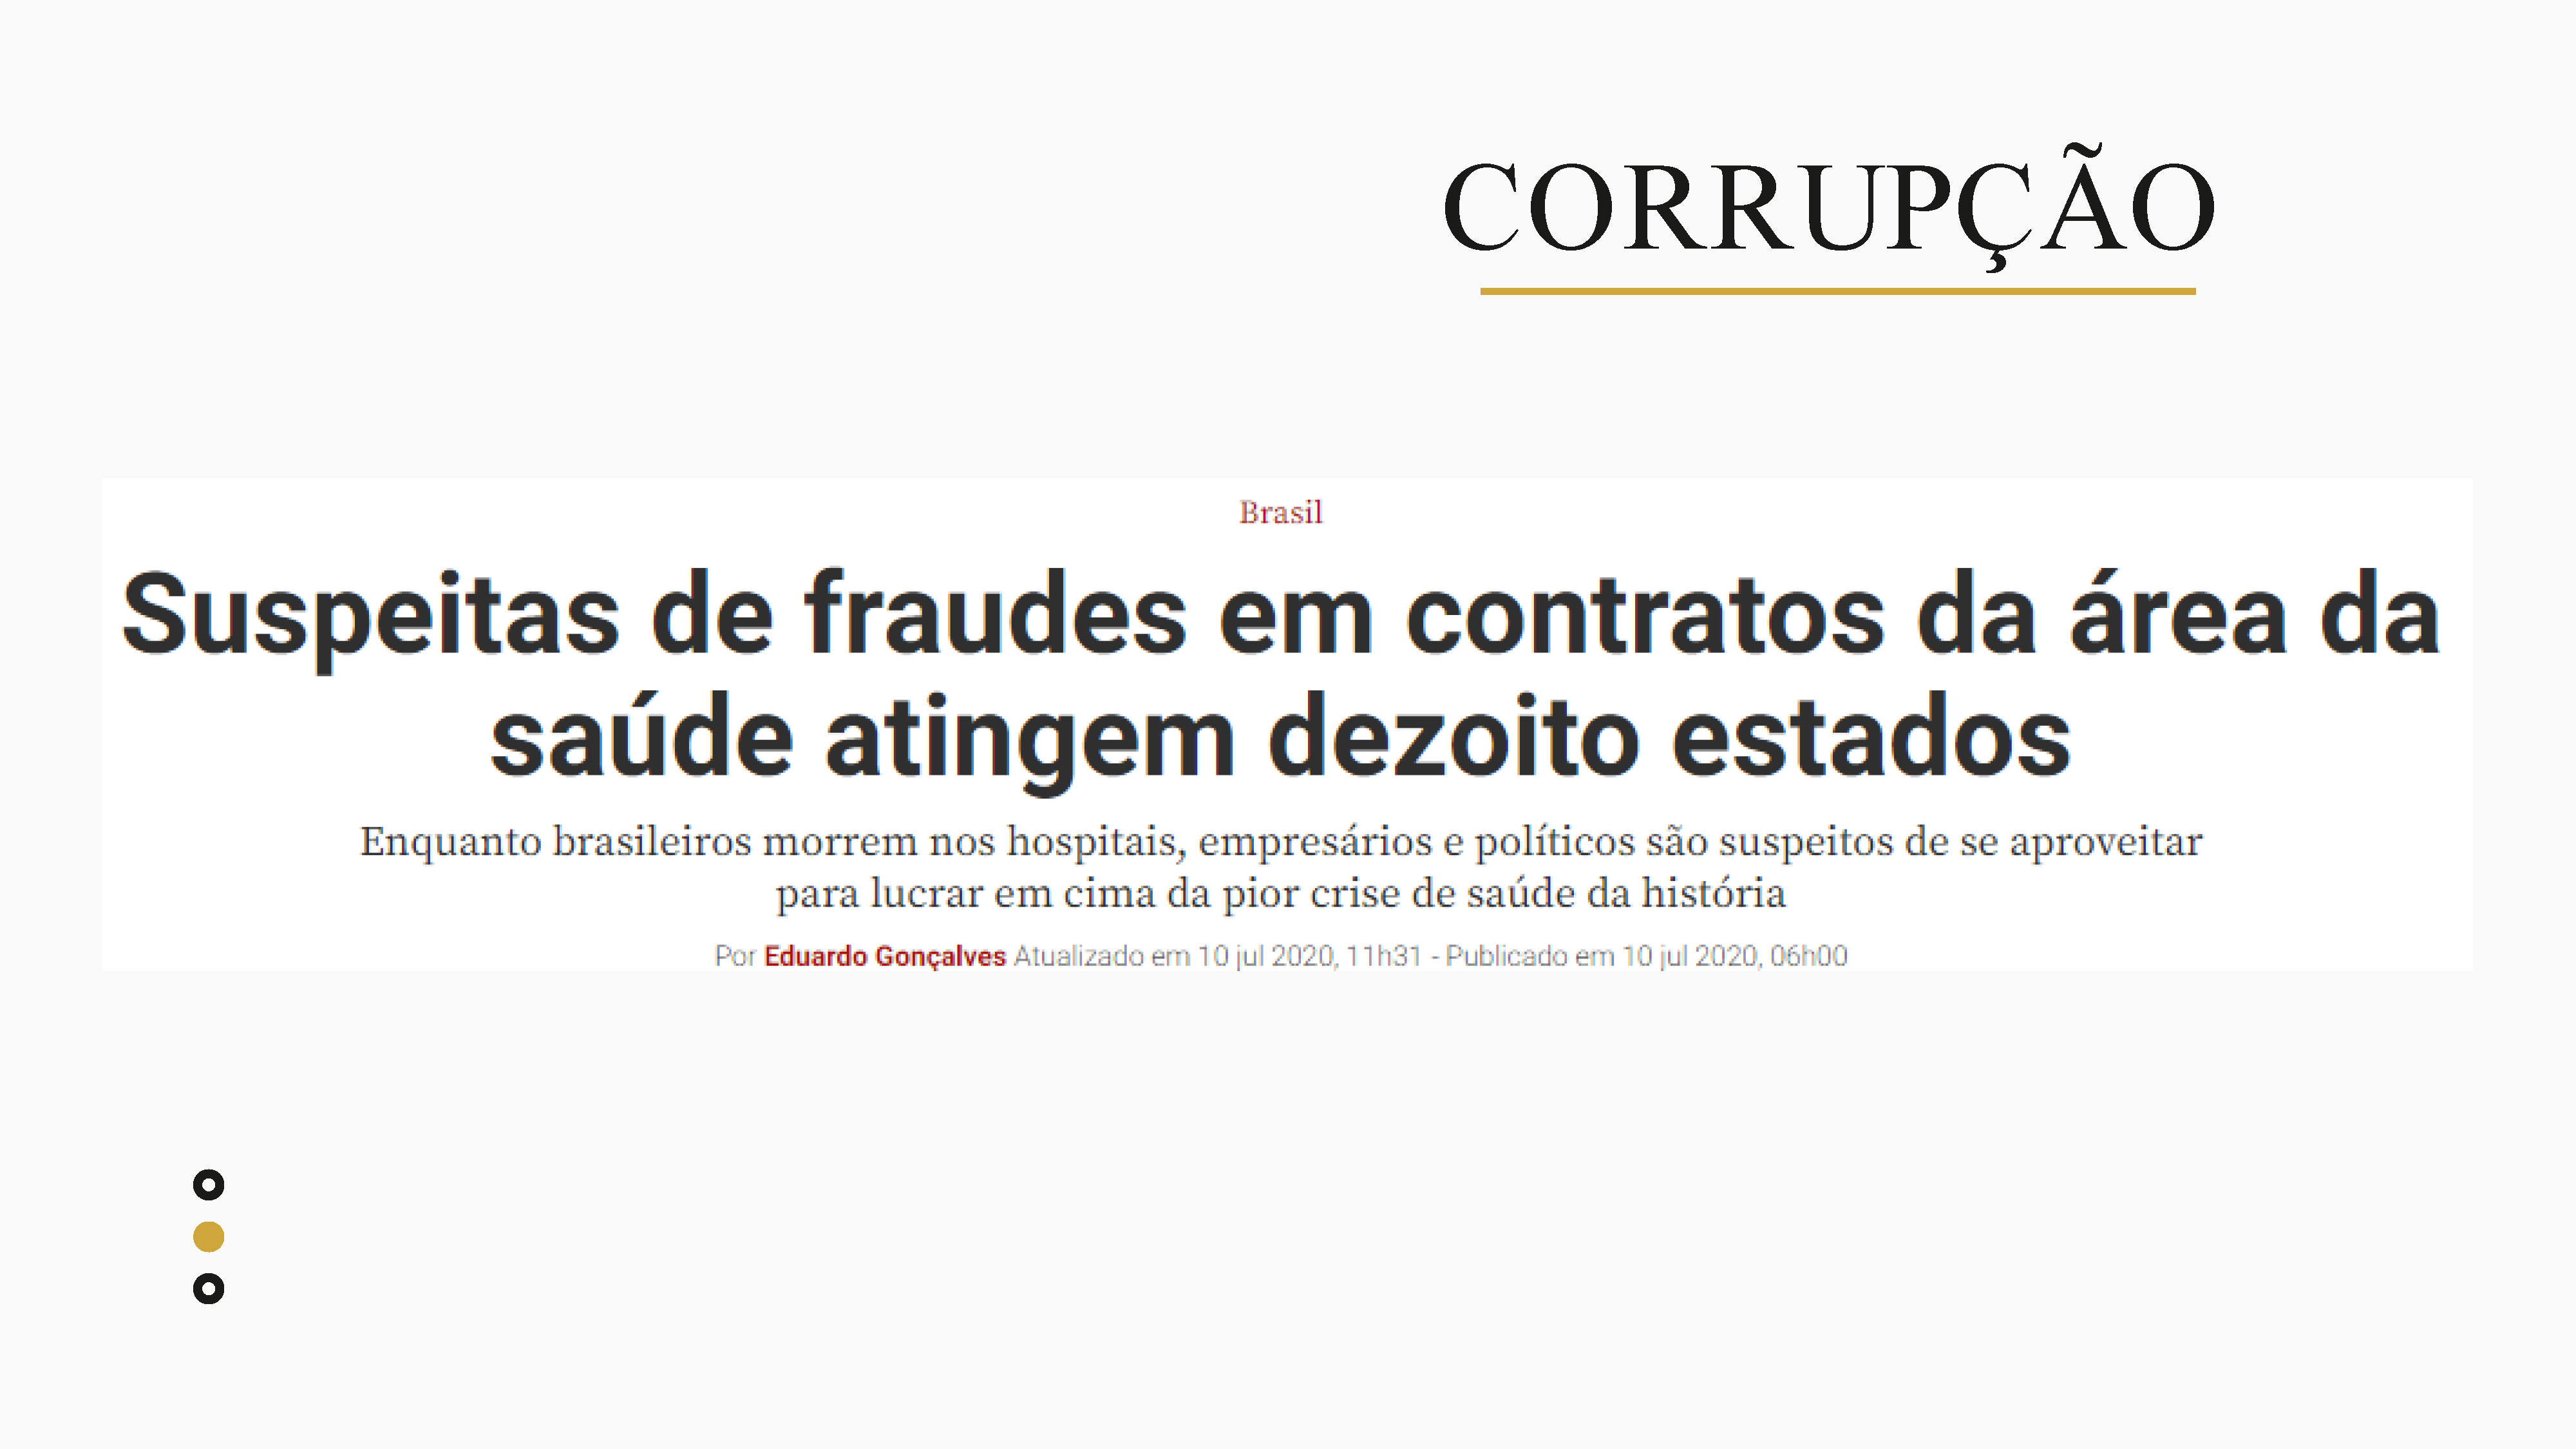 CORRUPÇÃO
Brasil
Suspeitas de fraudes em contratos da área da
saúde atingem dezoito estados
Enquanto brasileiros morrem nos hospitais, empresários e políticos são suspeitos de se aproveitar
para lucrar em cima da pior crise de saúde da história
Por Eduardo Gonçalves Atualizado em 10 jul 2020, 11h31 - Publicado em 10 jul 2020, 06h00